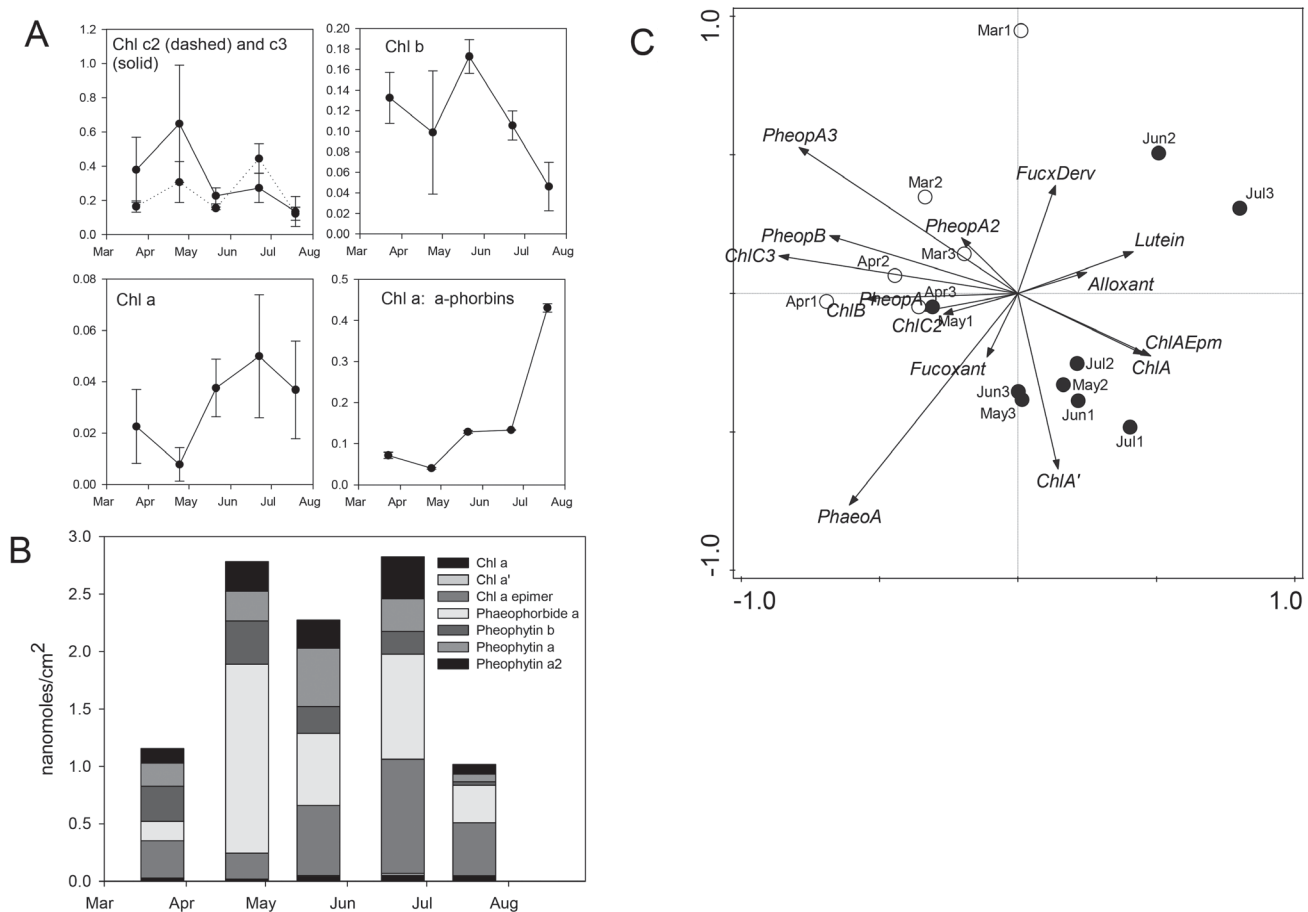 A
Chl c2 (dashed) and c3
(solid)
1.2
1.0
0.8
0.6
0.4
0.2
0.0
Mar Apr May Jun Jul Aug
Chl b
0.20
0.18
0.16
0.14
0.12
0.10
0.08
0.06
0.04
0.02
0.00
Mar Apr May Jun Jul Aug
Chl a
0.08
0.06
0.04
0.02
0.00
Mar Apr May Jun Jul Aug
Chl a: a-phorbins
0.5
0.4
0.3
0.2
0.1
0.0
Mar Apr May Jun Jul Aug
B
nanomoles/cm2
3.0
2.5
2.0
1.5
1.0
0.5
0.0
Mar Apr May Jun Jul Aug
Chl a
Chl a'
Chl a epimer
Phaeophorbide a
Pheophytin b
Pheophytin a
Pheophytin a2
C
1.0
-1.0
-1.0 1.0
Mar1
Jun2
PheopA3
FucxDerv
Mar2
Jul3
PheopA2
PheopB
Lutein
Mar3
ChlC3
Apr2
Alloxant
Apr3
PheopA
Apr1
ChlB
May1
ChlC2
ChlAEpm
ChlA
Fucoxant
Jul2
Jun3
May2
May3
Jun1
Jul1
ChlA'
PhaeoA